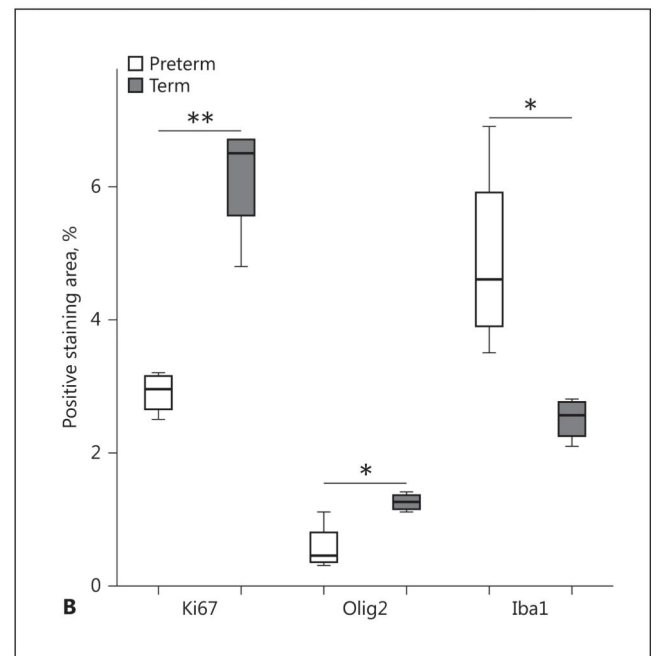 Preterm
Term
**
*
*
6
4
2
0
Positive staining area, %
B
Ki67
Olig2
Iba1